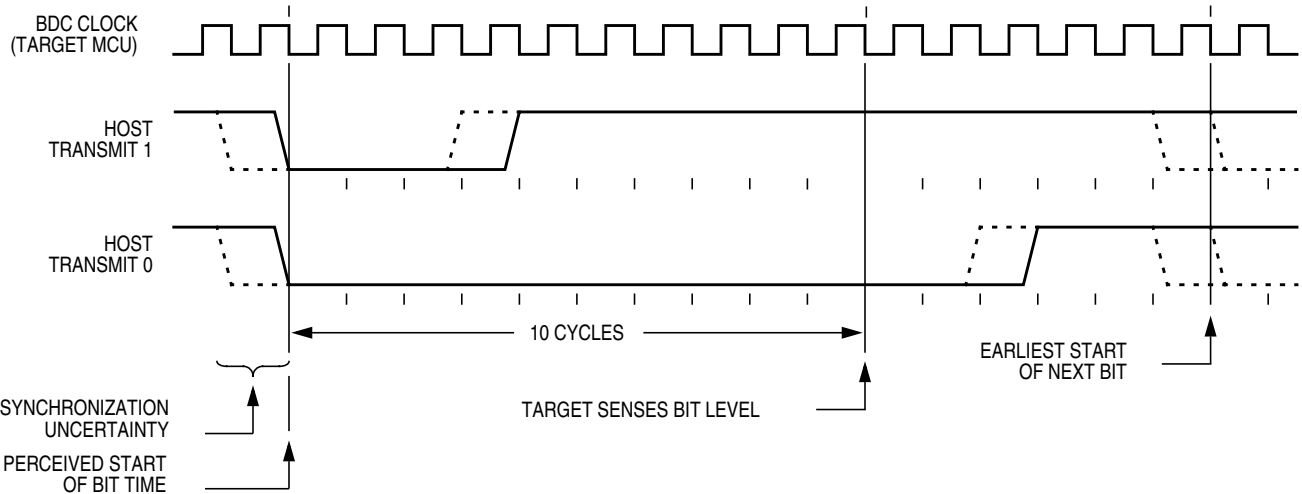 BDC CLOCK
(TARGET MCU)
HOST
TRANSMIT 1
HOST
TRANSMIT 0
10 CYCLES
EARLIEST START
OF NEXT BIT
SYNCHRONIZATION
UNCERTAINTY
TARGET SENSES BIT LEVEL
PERCEIVED START
OF BIT TIME